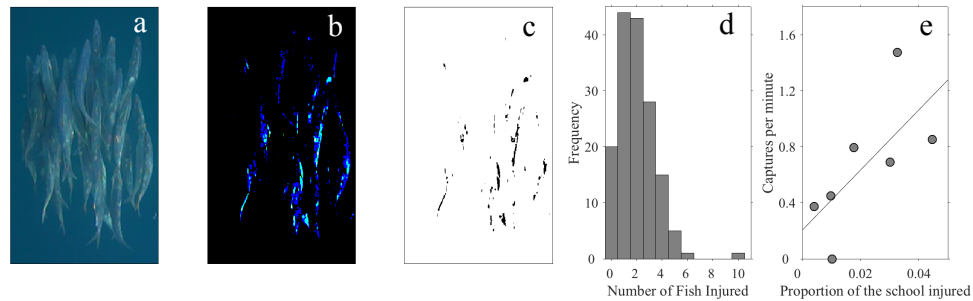 a
b
c
d
e
40
30
20
10
0
Frequency
0
2
4
6
8
10
Number of Fish Injured
1.6
1.2
0.8
0.4
0
Captures per minute
0
0.02
0.04
Proportion of the school injured